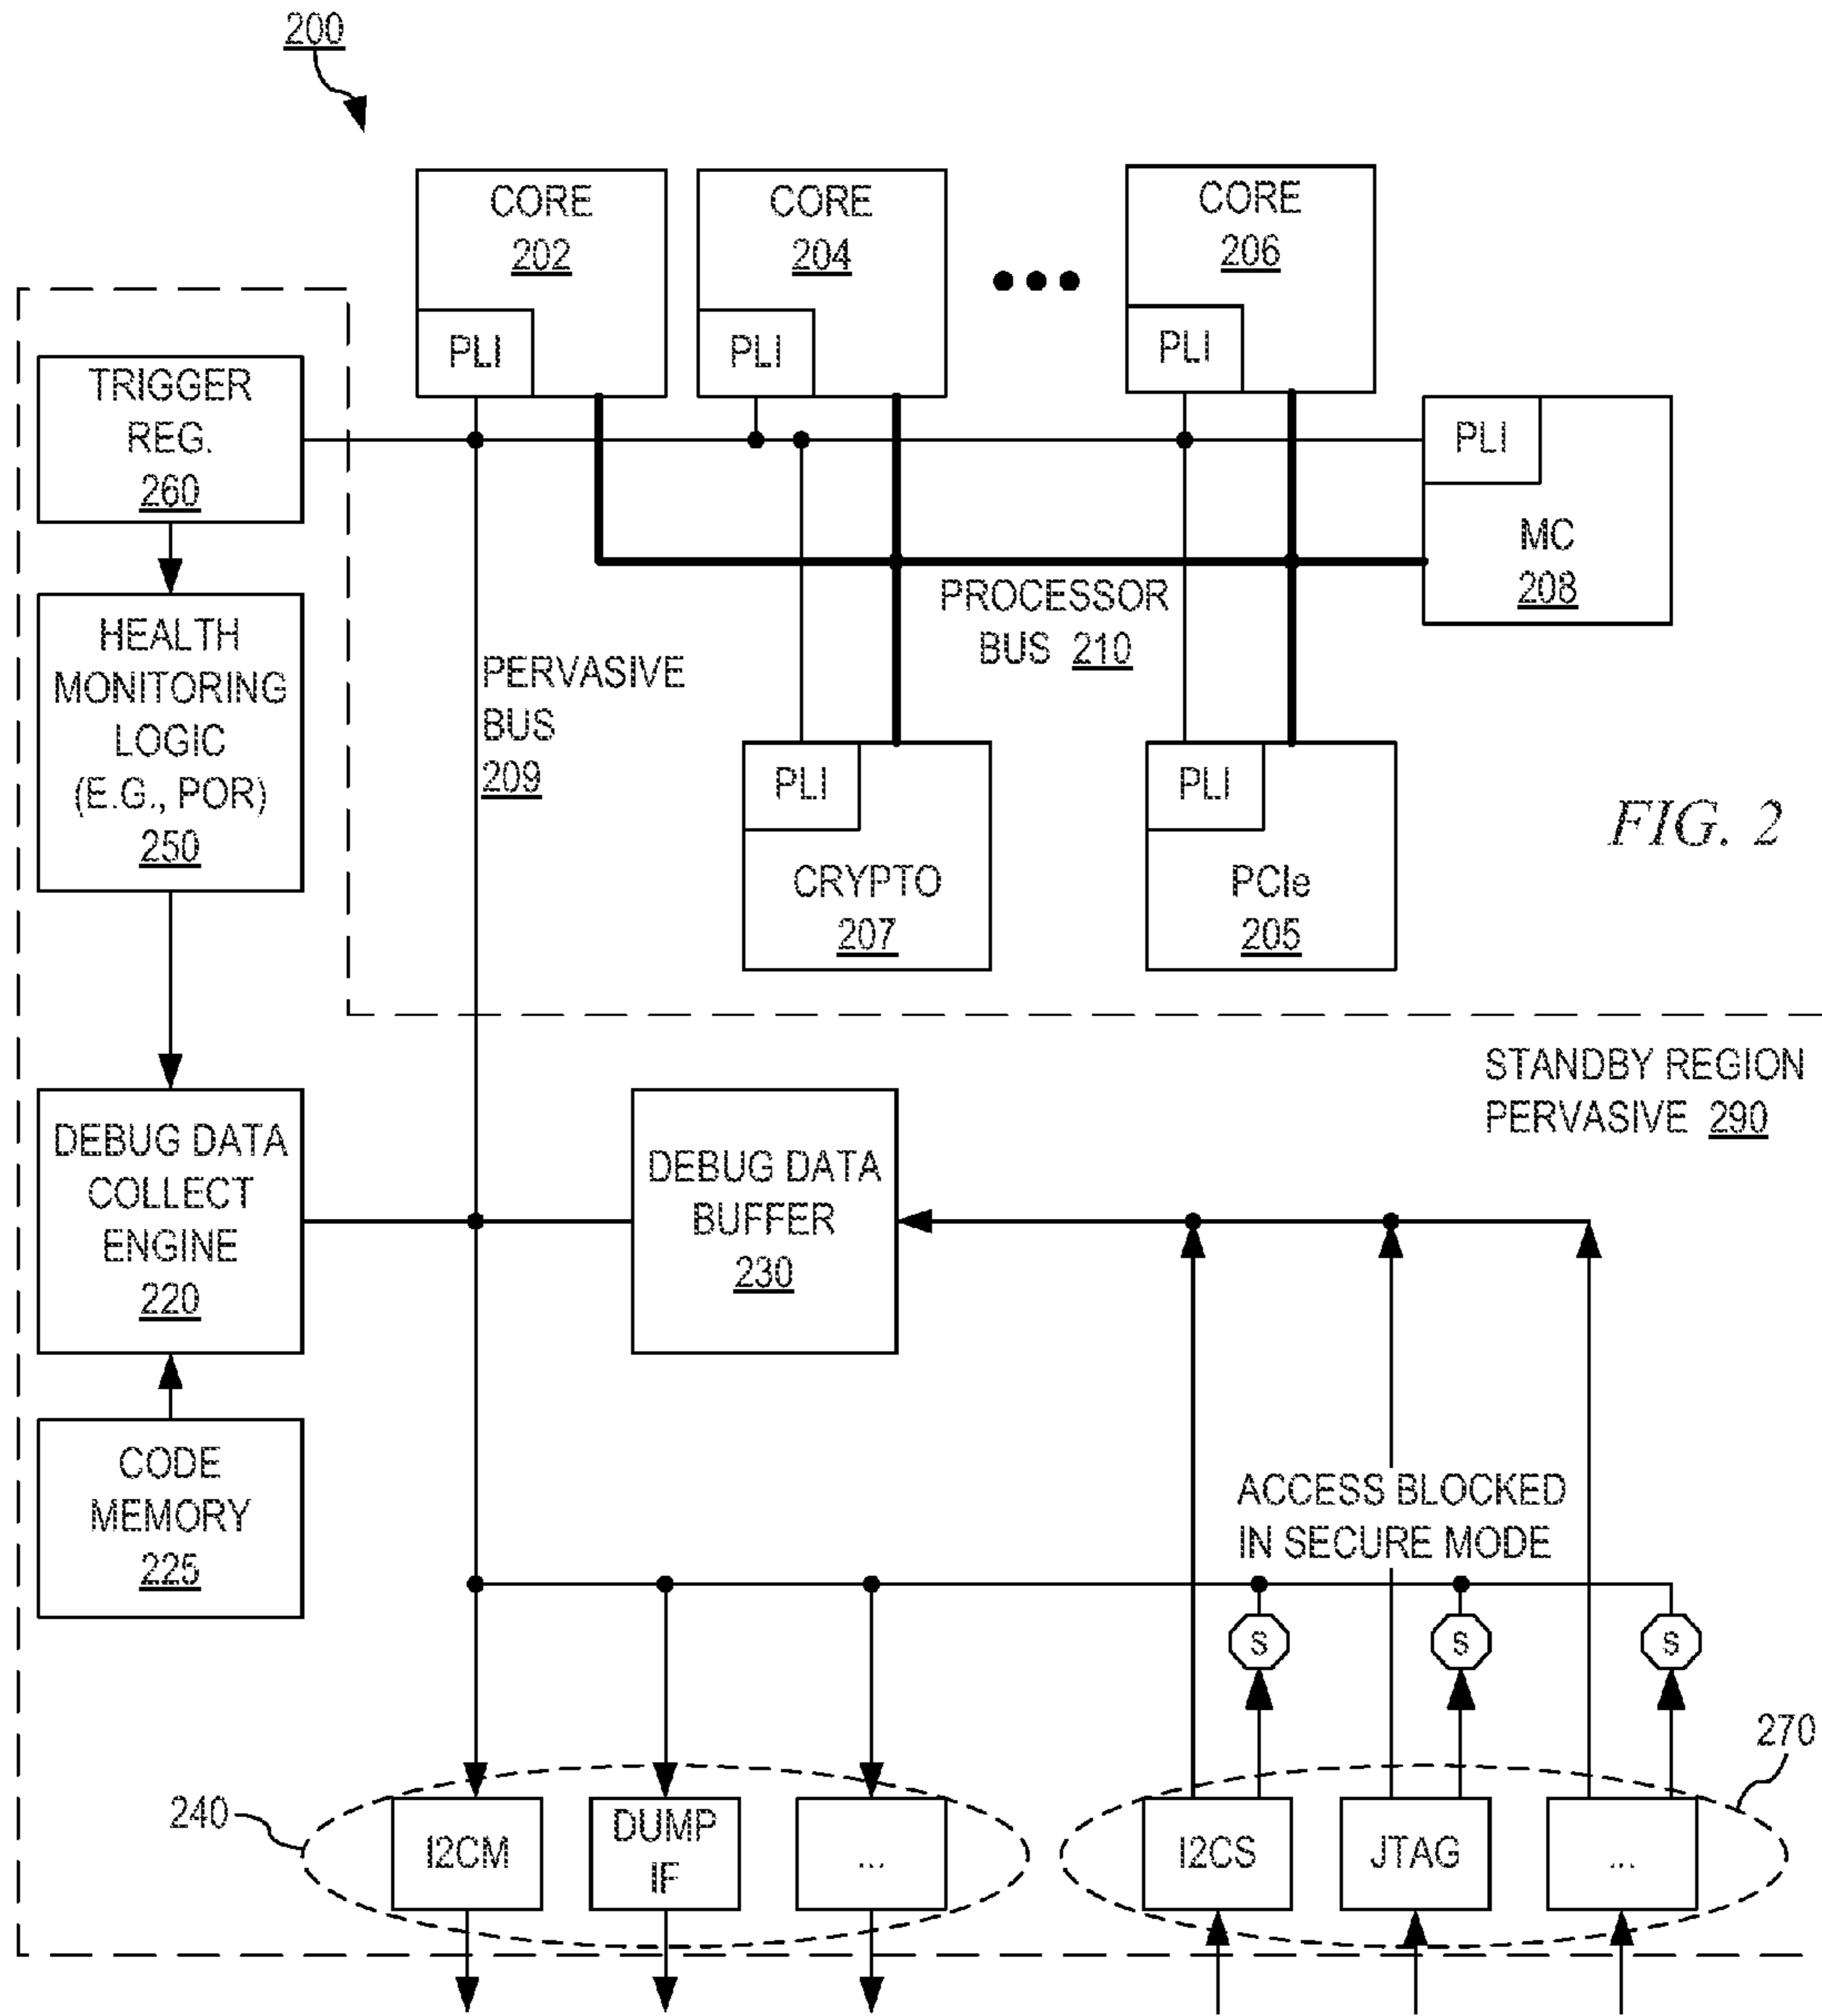 200
CORE
202
PLI
CORE
204
PLI
CORE
206
PLI
TRIGGER
REG.
260
PLI
MC
208
HEALTH
MONITORING
LOGIC
(E.G., POR)
250
PROCESSOR
BUS 210
PERVASIVE
BUS
209
PLI
CRYPTO
207
PLI
PCIe
205
FIG. 2
STANDBY REGION
PERVASIVE 290
DEBUG DATA
COLLECT
ENGINE
220
DEBUG DATA
BUFFER
230
CODE
MEMORY
225
ACCESS BLOCKED
IN SECURE MODE
S
S
S
240
I2CM
DUMP
IF
...
I2CS
JTAG
...
270